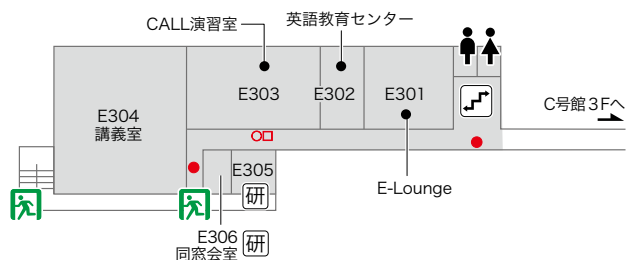 CALL演習室
英語教育センター
E303
E302
E301
E304
講義室
C号館3Fへ
E305
研
E-Lounge
E306
同窓会室
研